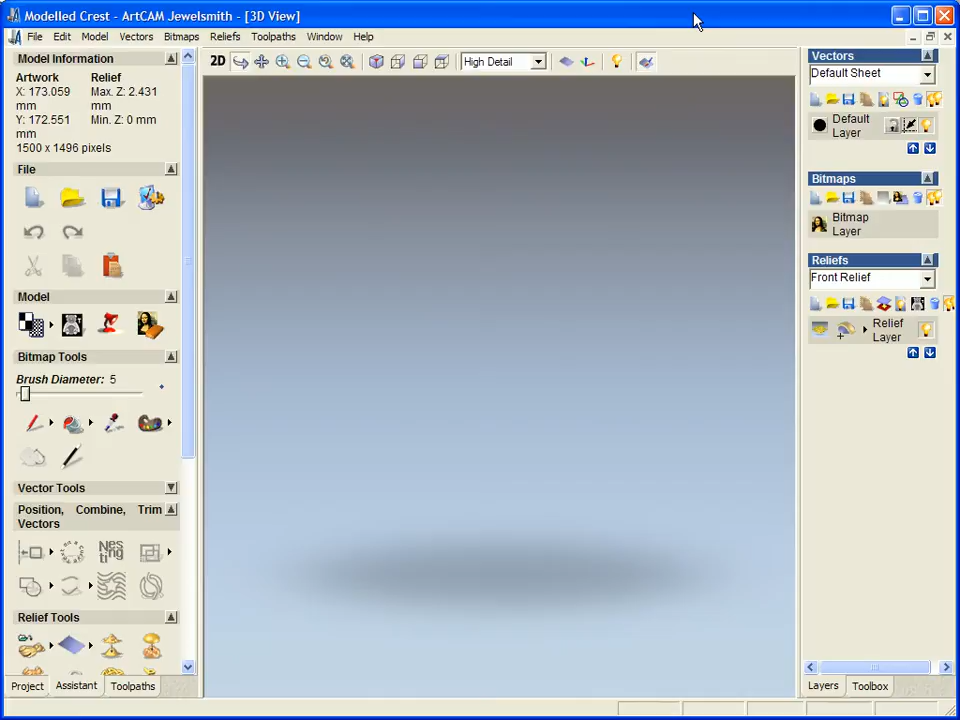 Modelled Crest - ArtCAM Jewelsmith - [3D View]
File Edit Model Vectors Bitmaps Reliefs Toolpaths Window Help
Model Information
Artwork Relief
X: 173.059 mm Max. Z: 2.431 mm
Y: 172.551 mm Min. Z: 0 mm
1500 x 1496 pixels
File
Model
Bitmap Tools
Brush Diameter: 5
Vector Tools
Position, Combine, Trim
Vectors
Nes
ting
Relief Tools
Project Assistant Toolpaths
2D High Detail
Vectors
Default Sheet
Default
Layer
Bitmaps
Bitmap
Layer
Reliefs
Front Relief
Relief
Layer
Layers Toolbox